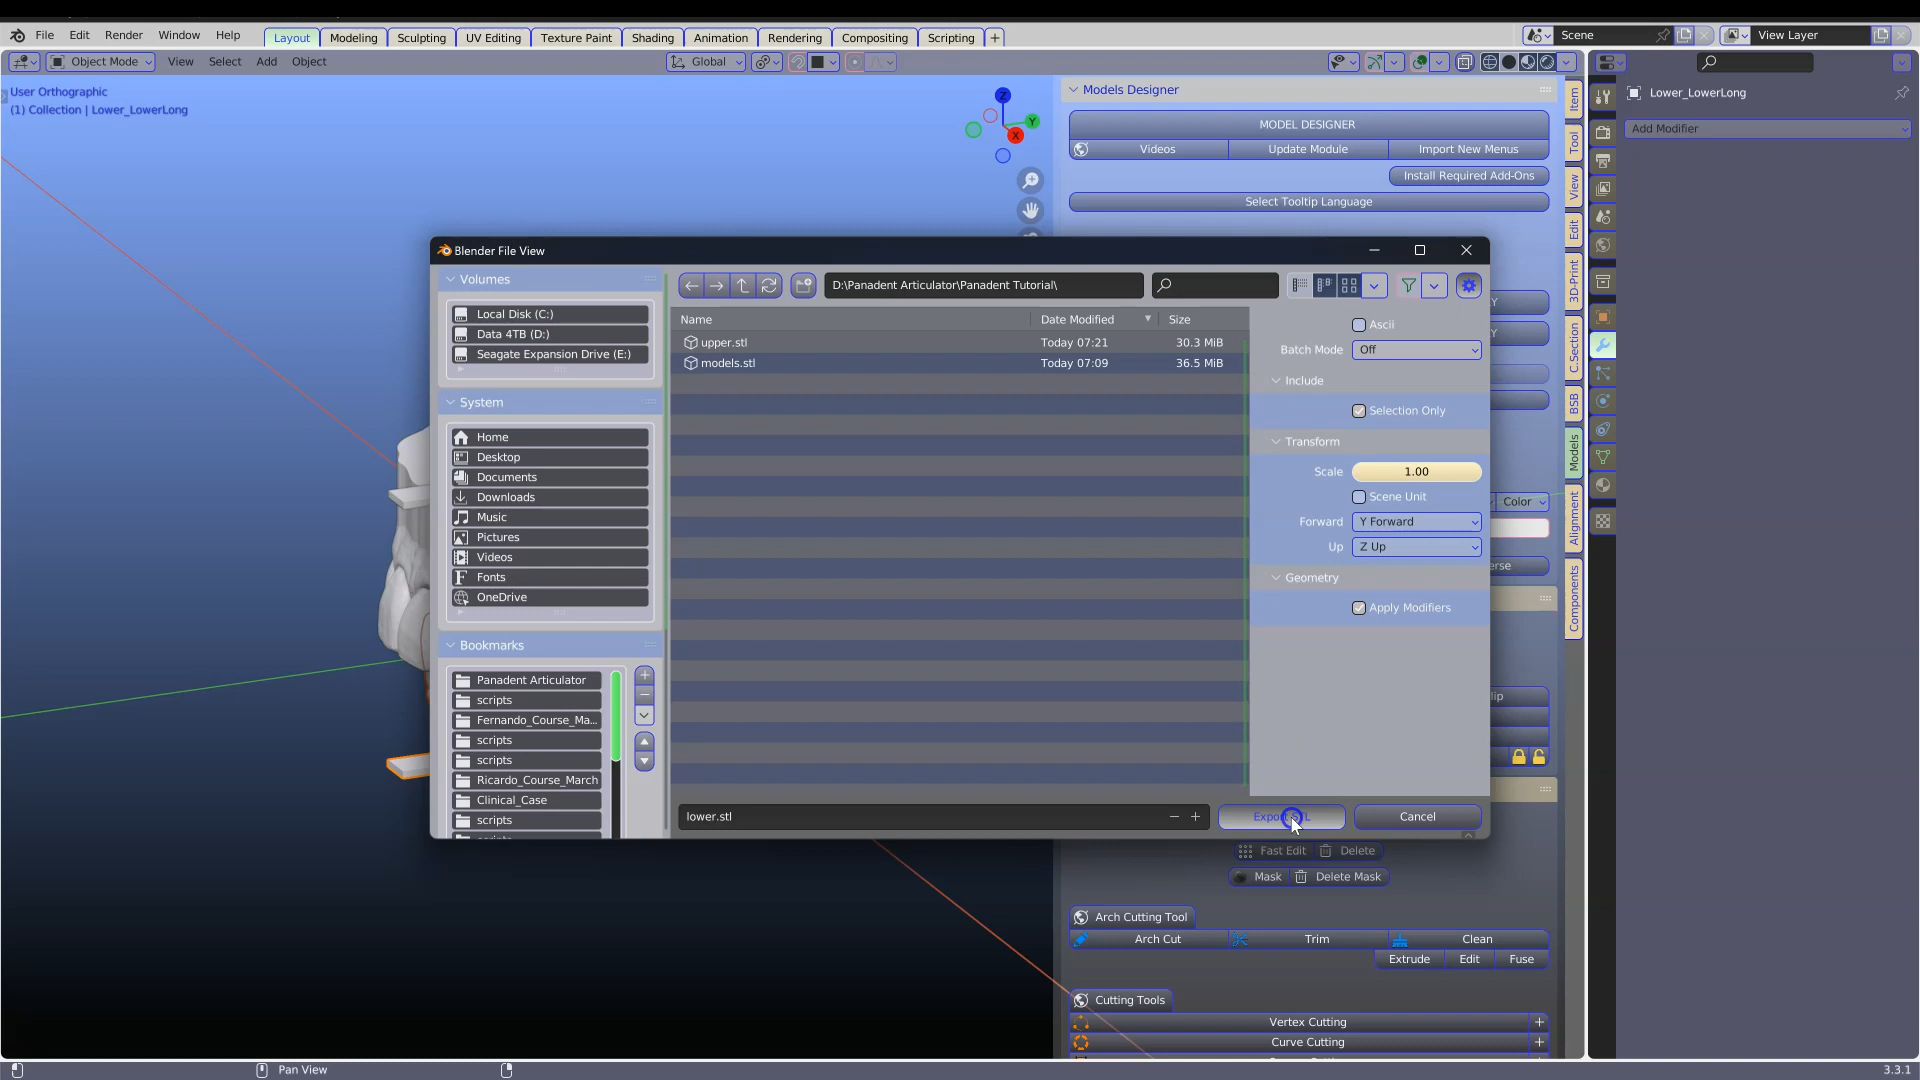 File Edit Render Window Help Layout Modeling Sculpting UV Editing Texture Paint Shading Animation Rendering Compositing Scripting Scene View Layer
Object Mode View Select Add Object Global
User Orthographic
(1) Collection | Lower_LowerLong
Z
Y
X
Models Designer
MODEL DESIGNER
Videos Update Module Import New Menus
Install Required Add-Ons
Select Tooltip Language
Lower_LowerLong
Add Modifier
Item
Tool
View
Edit
3D-Print
C.Section
BSB
Models
Alignment
Components
Blender File View
Volumes
Local Disk (C:)
Data 4TB (D:)
Seagate Expansion Drive (E:)
System
Home
Desktop
Documents
Downloads
Music
Pictures
Videos
Fonts
OneDrive
Bookmarks
Panadent Articulator
scripts
Fernando_Course_Ma...
scripts
scripts
Ricardo_Course_March
Clinical_Case
scripts
D:\Panadent Articulator\Panadent Tutorial\
Name Date Modified Size
upper.stl Today 07:21 30.3 MiB
models.stl Today 07:09 36.5 MiB
Ascii
Batch Mode Off
Include
Selection Only
Transform
Scale 1.00
Scene Unit
Forward Y Forward
Up Z Up
Geometry
Apply Modifiers
lower.stl Export STL Cancel
Y
Y
Color
erse
lip
Fast Edit Delete
Mask Delete Mask
Arch Cutting Tool
Arch Cut Trim Clean
Extrude Edit Fuse
Cutting Tools
Vertex Cutting
Curve Cutting
Pan View 3.3.1